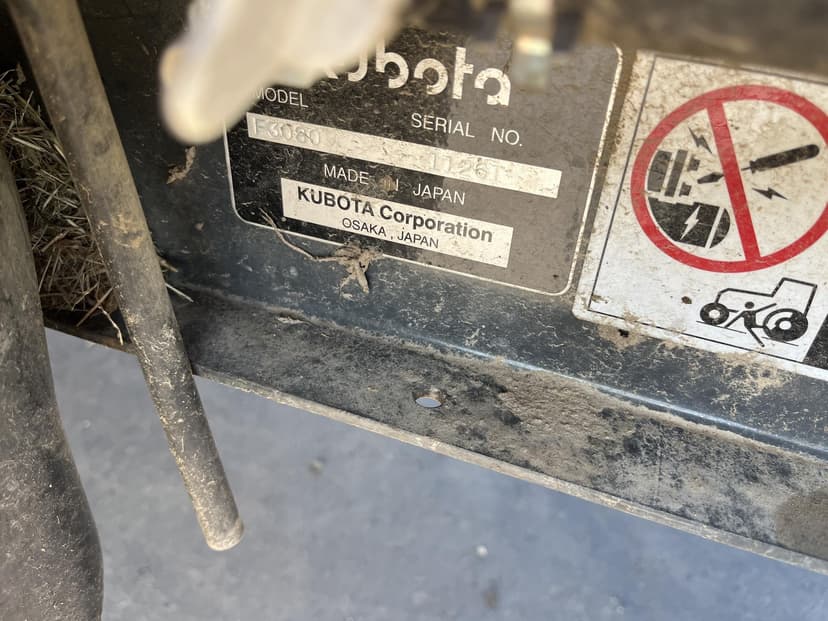 Kubota
MODEL
SERIAL NO.
F3080
MADE IN JAPAN
KUBOTA Corporation
OSAKA, JAPAN